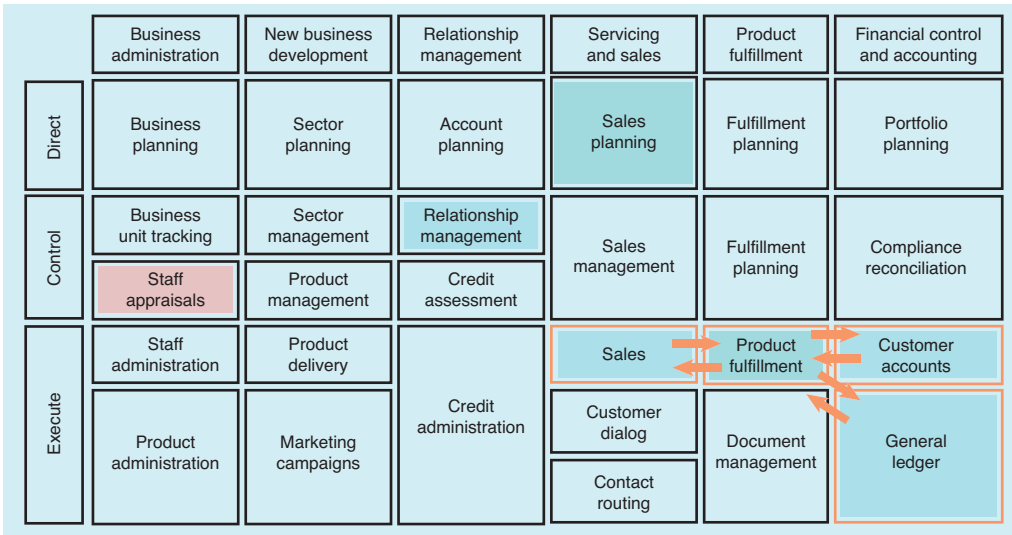 Business
administration
New business
development
Relationship
management
Servicing
and sales
Product
fulfillment
Financial control
and accounting
Direct
Business
planning
Sector
planning
Account
planning
Sales
planning
Fulfillment
planning
Portfolio
planning
Control
Business
unit tracking
Sector
management
Relationship
management
Sales
management
Fulfillment
planning
Compliance
reconciliation
Staff
appraisals
Product
management
Credit
assessment
Execute
Staff
administration
Product
delivery
Credit
administration
Sales
Product
fulfillment
Customer
accounts
Product
administration
Marketing
campaigns
Customer
dialog
Document
management
General
ledger
Contact
routing